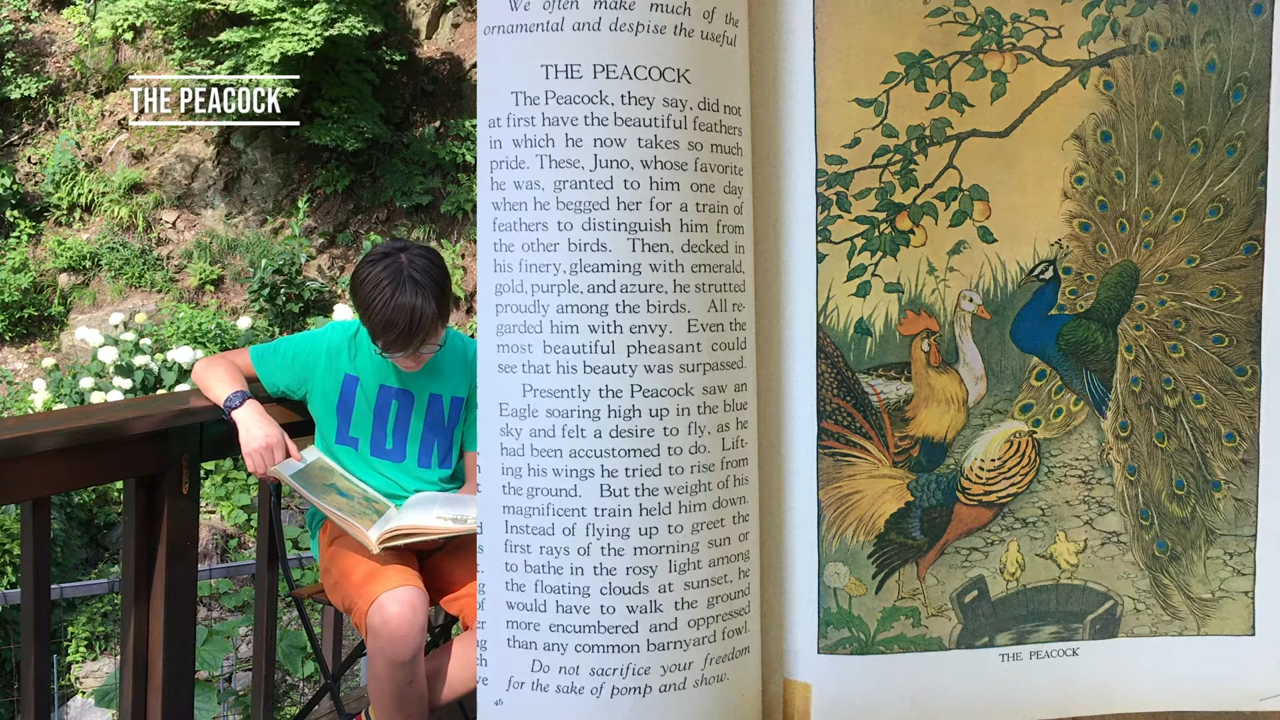 THE PEACOCK
LDN
We often make much of the
ornamental and despise the useful
THE PEACOCK
The Peacock, they say, did not
at first have the beautiful feathers
in which he now takes so much
pride. These, Juno, whose favorite
he was, granted to him one day
when he begged her for a train of
feathers to distinguish him from
the other birds. Then, decked in
his finery, gleaming with emerald,
gold, purple, and azure, he strutted
proudly among the birds. All re-
garded him with envy. Even the
most beautiful pheasant could
see that his beauty was surpassed.
Presently the Peacock saw an
Eagle soaring high up in the blue
sky and felt a desire to fly, as he
had been accustomed to do. Lift-
ing his wings he tried to rise from
the ground. But the weight of his
magnificent train held him down.
Instead of flying up to greet the
first rays of the morning sun or
to bathe in the rosy light among
the floating clouds at sunset, he
would have to walk the ground
more encumbered and oppressed
than any common barnyard fowl.
Do not sacrifice your freedom
for the sake of pomp and show.
46
THE PEACOCK